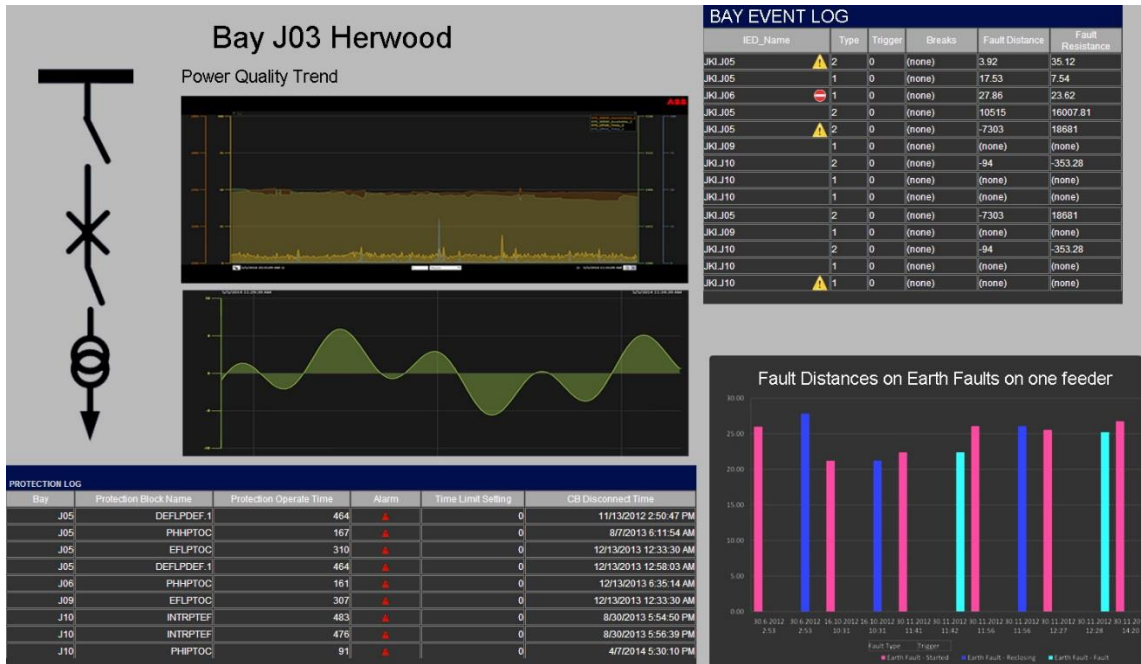 Bay J03 Herwood
Power Quality Trend
ABB
BAY EVENT LOG
IED_Name Type Trigger Breaks Fault Distance Fault Resistance
JKI.J05 2 0 (none) 3.92 35.12
1 0 (none) 17.53 7.54
JKI.J06 1 0 (none) 27.86 23.62
JKI.J05 2 0 (none) 10515 16007.81
JKI.J05 2 0 (none) -7303 18681
JKI.J09 1 0 (none) (none) (none)
JKI.J10 2 0 (none) -94 -353.28
JKI.J10 1 0 (none) (none) (none)
JKI.J10 1 0 (none) (none) (none)
JKI.J05 2 0 (none) -7303 18681
JKI.J09 1 0 (none) (none) (none)
JKI.J10 2 0 (none) -94 -353.28
JKI.J10 1 0 (none) (none) (none)
JKI.J10 1 0 (none) (none) (none)
PROTECTION LOG
Bay Protection Block Name Protection Operate Time Alarm Time Limit Setting CB Disconnect Time
J05 DEFLPDEF.1 464 0 11/13/2012 2:50:47 PM
J05 PHHPTOC 167 0 8/7/2013 6:11:54 AM
J05 EFLPTOC 310 0 12/13/2013 12:33:30 AM
J05 DEFLPDEF.1 464 0 12/13/2013 12:58:03 AM
J06 PHHPTOC 161 0 12/13/2013 6:35:14 AM
J09 EFLPTOC 307 0 12/13/2013 12:33:30 AM
J10 INTRPTEF 483 0 8/30/2013 5:54:50 PM
J10 INTRPTEF 476 0 8/30/2013 5:56:39 PM
J10 PHIPTOC 91 0 4/7/2014 5:30:10 PM
Fault Distances on Earth Faults on one feeder
30.00
25.00
20.00
15.00
10.00
5.00
0.00
30.6.2012 30.6.2012 16.10.2012 16.10.2012 30.11.2012 30.11.2012 30.11.2012 30.11.2012 30.11.2012 30.11.2012 30.11.20
2:53 2:53 10:31 10:31 11:41 11:42 11:56 11:56 12:27 12:28 14:20
Fault Type Trigger
Earth Fault - Started Earth Fault - Reclosing Earth Fault - Fault